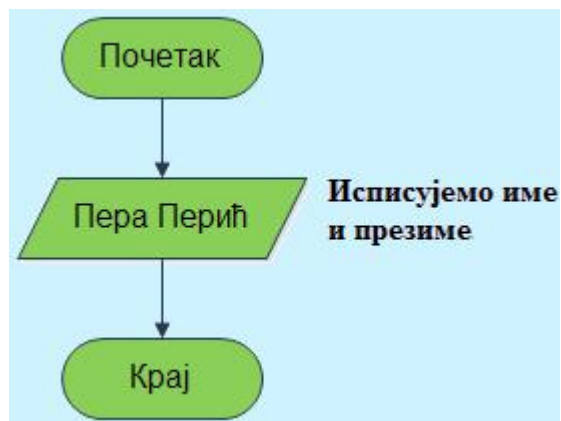 Почетак
Пера Перић
Исписујемо име
и презиме
Крај